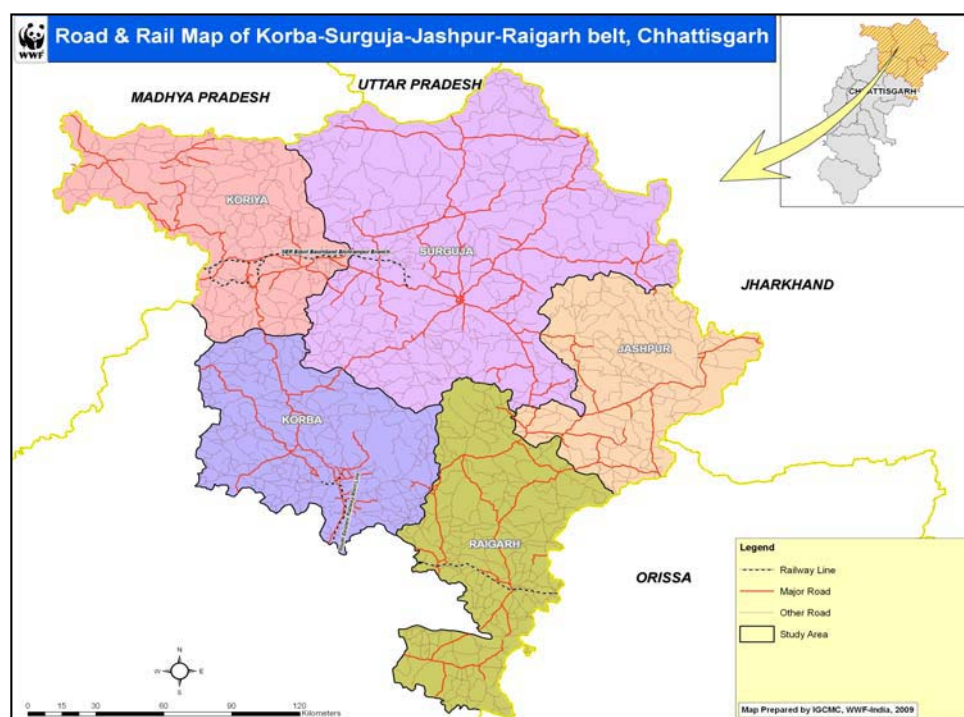 WWF
Road & Rail Map of Korba-Surguja-Jashpur-Raigarh belt, Chhattisgarh
CHHATTISGARH
UTTAR PRADESH
MADHYA PRADESH
KORIYA
SURGUJA
JHARKHAND
JASHPUR
KORBA
RAIGARH
ORISSA
Legend
Railway Line
Major Road
Other Road
Study Area
N
W E
S
0 15 30 60 90 120
Kilometers
Map Prepared by IGCMC, WWF-India, 2009